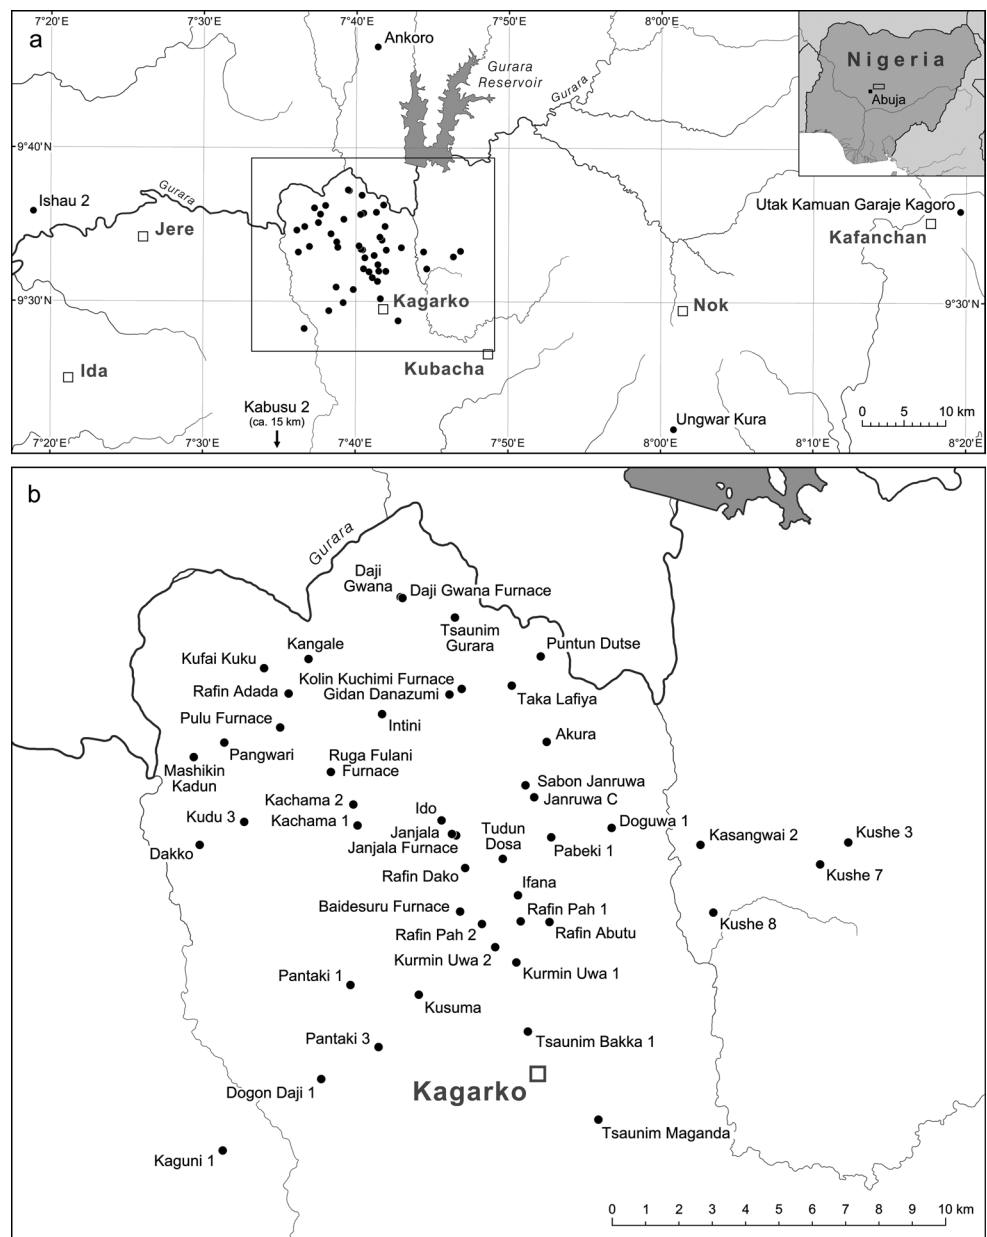 7°20'E
7°30'E
7°40'E
7°50'E
8°00'E
a
Ankoro
Gurara
Reservoir
Gurara
Nigeria
Abuja
9°40'N
Ishau 2
Gurara
Jere
Utak Kamuan Garaje Kagoro
Kafanchan
9°30'N
Kagarko
Nok
9°30'N
Ida
Kubacha
Kabusu 2
(ca. 15 km)
Ungwar Kura
0 5 10 km
7°20'E
7°30'E
7°40'E
7°50'E
8°00'E
8°10'E
8°20'E
b
Gurara
Daji
Gwana
Daji Gwana Furnace
Tsaunim
Gurara
Puntun Dutse
Kangale
Kufai Kuku
Kolin Kuchimi Furnace
Rafin Adada
Gidan Danazumi
Taka Lafiya
Pulu Furnace
Intini
Akura
Pangwari
Ruga Fulani
Furnace
Mashikin
Kadun
Sabon Janruwa
Janruwa C
Kachama 2
Kudu 3
Kachama 1
Ido
Janjala
Janjala Furnace
Tudun
Dosa
Doguwa 1
Pabeki 1
Kasangwai 2
Kushe 3
Dakko
Rafin Dako
Kushe 7
Ifana
Baidesuru Furnace
Rafin Pah 1
Rafin Abutu
Kushe 8
Rafin Pah 2
Kurmin Uwa 2
Kurmin Uwa 1
Pantaki 1
Kusuma
Pantaki 3
Tsaunim Bakka 1
Kagarko
Dogon Daji 1
Tsaunim Maganda
Kaguni 1
0 1 2 3 4 5 6 7 8 9 10 km